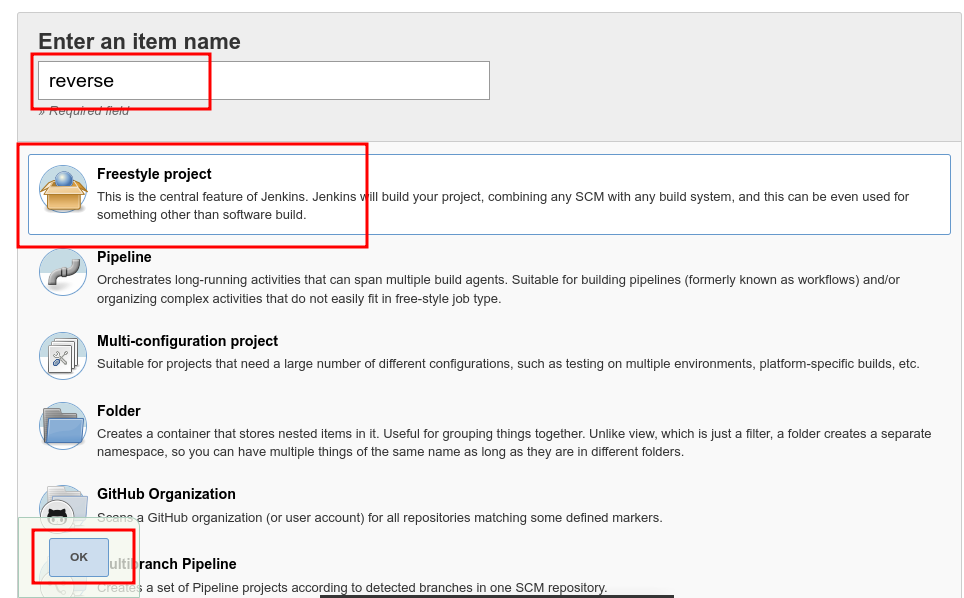 Enter an item name
reverse
» Required field
Freestyle project
This is the central feature of Jenkins. Jenkins will build your project, combining any SCM with any build system, and this can be even used for
something other than software build.
Pipeline
Orchestrates long-running activities that can span multiple build agents. Suitable for building pipelines (formerly known as workflows) and/or
organizing complex activities that do not easily fit in free-style job type.
Multi-configuration project
Suitable for projects that need a large number of different configurations, such as testing on multiple environments, platform-specific builds, etc.
Folder
Creates a container that stores nested items in it. Useful for grouping things together. Unlike view, which is just a filter, a folder creates a separate
namespace, so you can have multiple things of the same name as long as they are in different folders.
GitHub Organization
Scans a GitHub organization (or user account) for all repositories matching some defined markers.
OK
Multibranch Pipeline
Creates a set of Pipeline projects according to detected branches in one SCM repository.